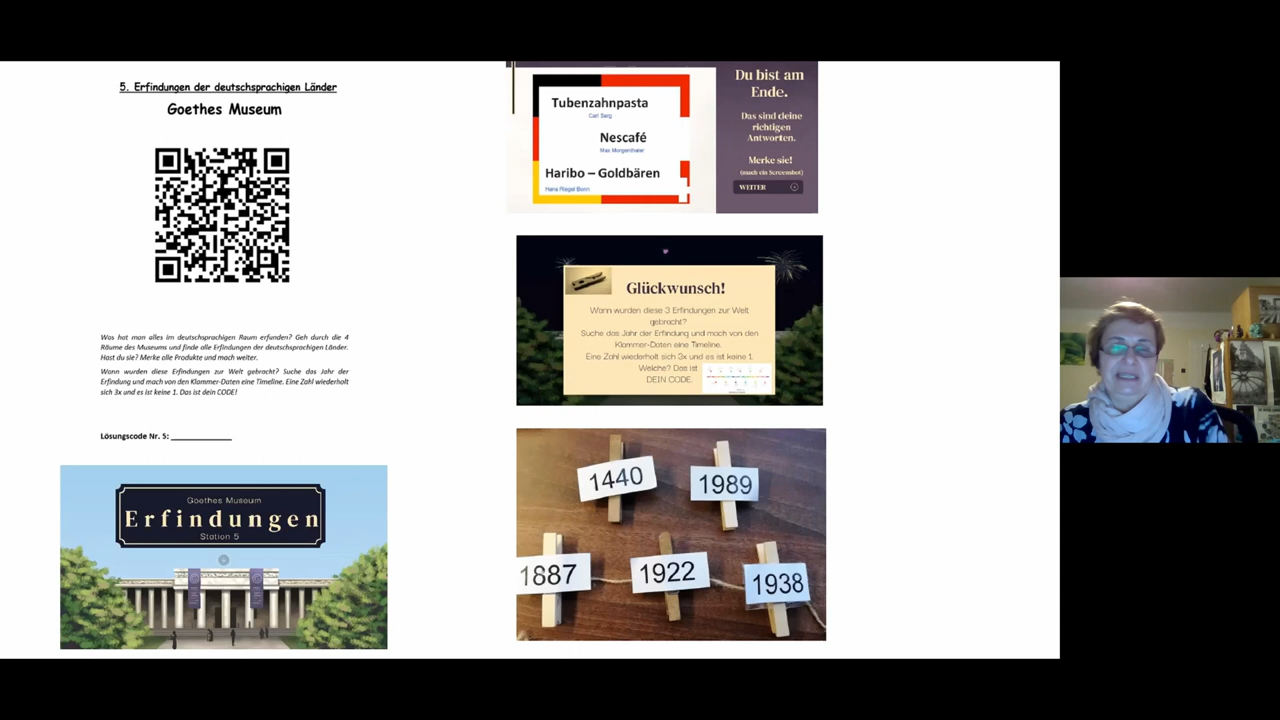 5. Erfindungen der deutschsprachigen Länder
Goethes Museum
Was hat man alles im deutschsprachigen Raum erfunden? Geh durch die 4
Räume des Museums und finde alle Erfindungen der deutschsprachigen Länder.
Hast du sie? Merke alle Produkte und mach weiter.
Wann wurden diese Erfindungen zur Welt gebracht? Suche das Jahr der
Erfindung und mach von den Klammer-Daten eine Timeline. Eine Zahl wiederholt
sich 3x und es ist keine 1. Das ist dein CODE!
Lösungscode Nr. 5: _____________
Goethes Museum
Erfindungen
Station 5
Tubenzahnpasta
Carl Sarg
Nescafé
Max Morgenthaler
Haribo – Goldbären
Hans Riegel Bonn
Du bist am
Ende.
Das sind deine
richtigen
Antworten.
Merke sie!
(mach ein Screenshot)
WEITER
Glückwunsch!
Wann wurden diese 3 Erfindungen zur Welt
gebracht?
Suche das Jahr der Erfindung und mach von den
Klammer-Daten eine Timeline.
Eine Zahl wiederholt sich 3x und es ist keine 1.
Welche? Das ist
DEIN CODE.
1440
1989
1887
1922
1938